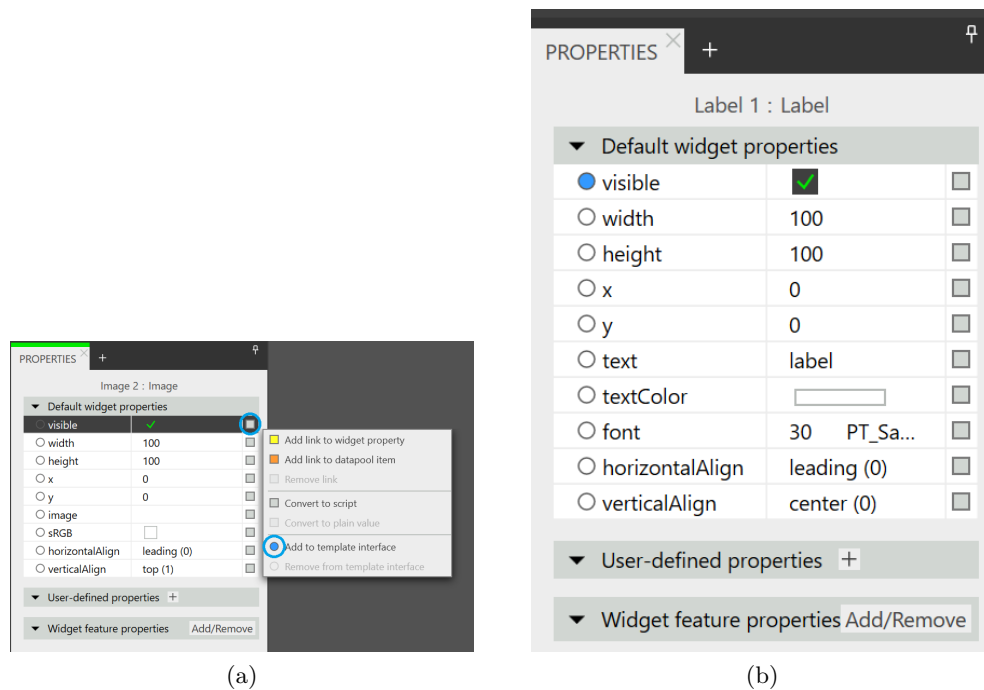 PROPERTIES
Image 2 : Image
Default widget properties
visible
width 100
height 100
x 0
y 0
image
sRGB
horizontalAlign leading (0)
verticalAlign top (1)
User-defined properties +
Widget feature properties Add/Remove
Add link to widget property
Add link to datapool item
Remove link
Convert to script
Convert to plain value
Add to template interface
Remove from template interface
(a)
PROPERTIES
Label 1 : Label
Default widget properties
visible
width 100
height 100
x 0
y 0
text label
textColor
font 30 PT_Sa...
horizontalAlign leading (0)
verticalAlign center (0)
User-defined properties +
Widget feature properties Add/Remove
(b)